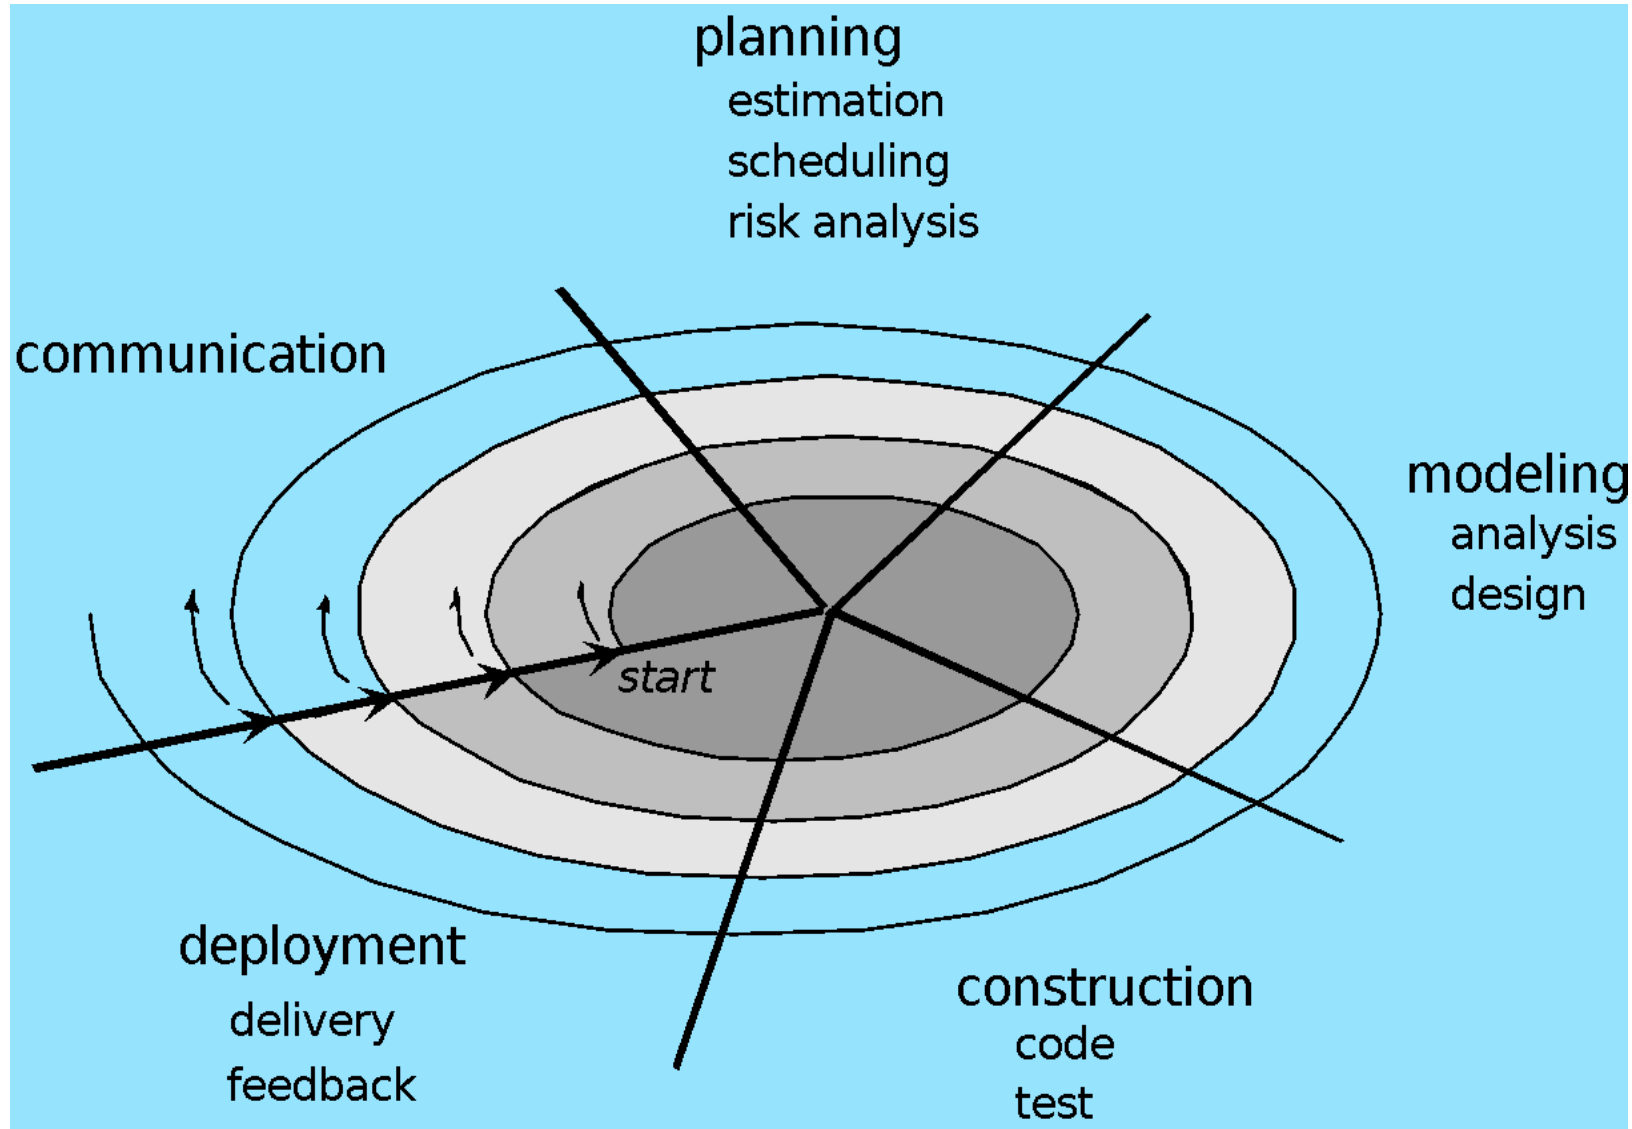 planning
estimation
scheduling
risk analysis
communication
modeling
analysis
design
start
deployment
delivery
feedback
construction
code
test